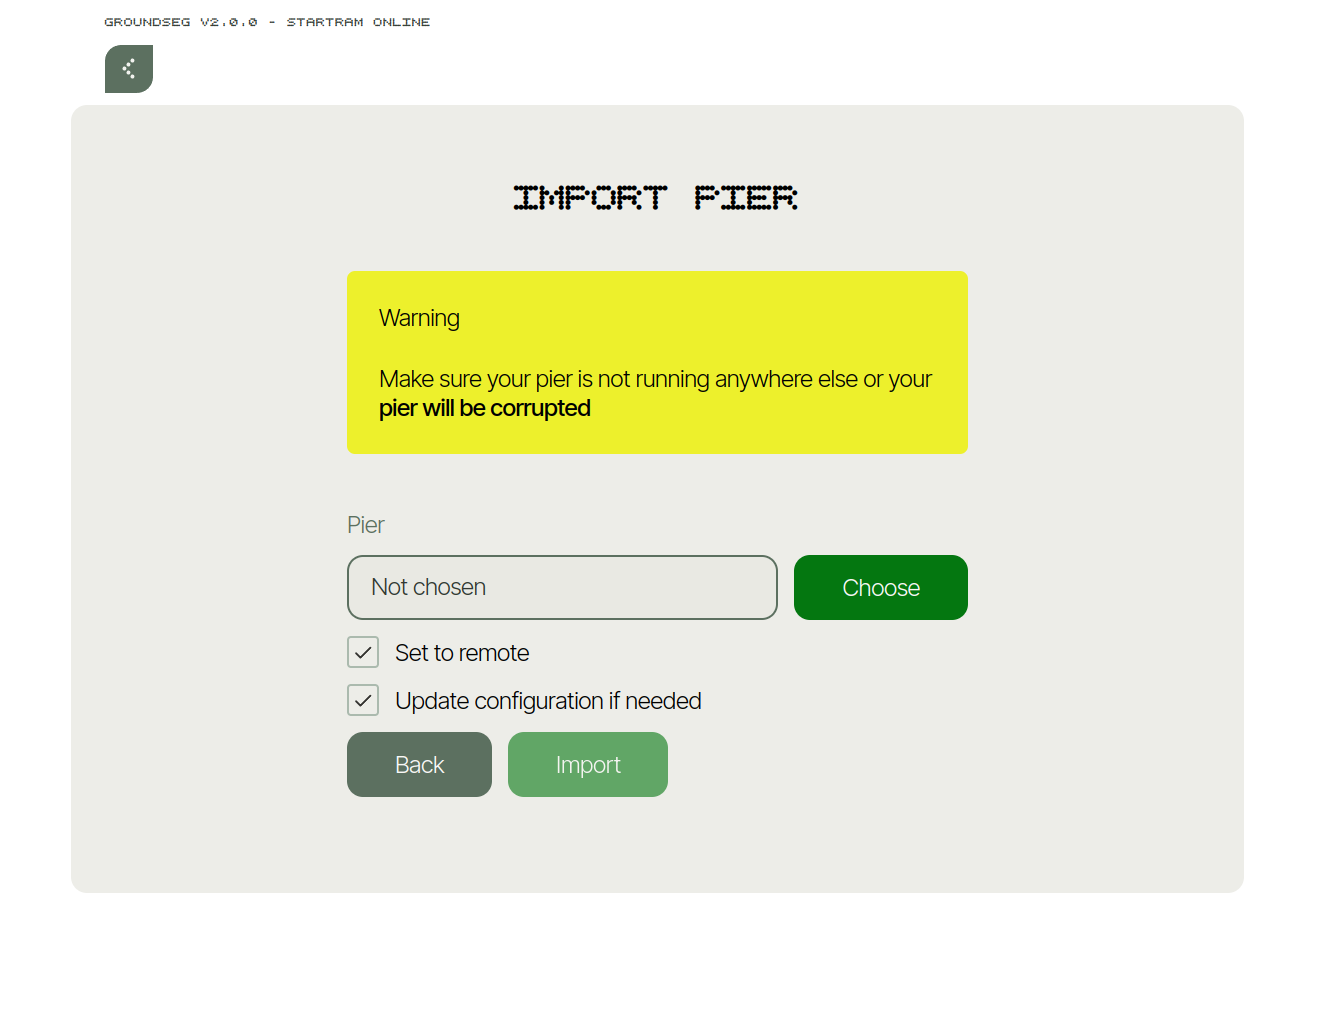 GROUNDSEG V2.0.0 - STARTRAM ONLINE
IMPORT PIER
Warning
Make sure your pier is not running anywhere else or your
pier will be corrupted
Pier
Not chosen
Choose
Set to remote
Update configuration if needed
Back
Import